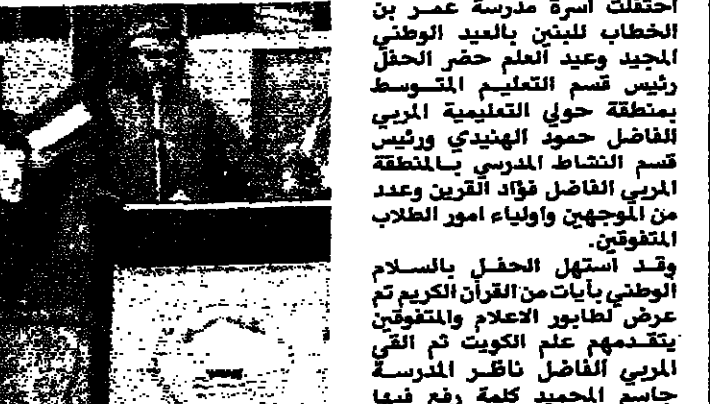 احتفلت اسرة مدرسة عمر بن
الخطاب للبنين بالعيد الوطني
المجيد وعيد العلم حضر الحفل
رئيس قسم التعليم المتوسط
بمنطقة حولي التعليمية المربي
الفاضل حمود الهنيدي ورئيس
قسم النشاط المدرسي بالمنطقة
المربي الفاضل فؤاد القرين وعدد
من الموجهين واولياء امور الطلاب
المتفوقين.
وقد استهل الحفل بالسلام
الوطني بآيات من القرآن الكريم تم
عرض لطابور الاعلام والمتفوقين
يتقدمهم علم الكويت ثم القي
المربي الفاضل ناظر المدرسة
جاسم المحميد كلمة رفع فيها